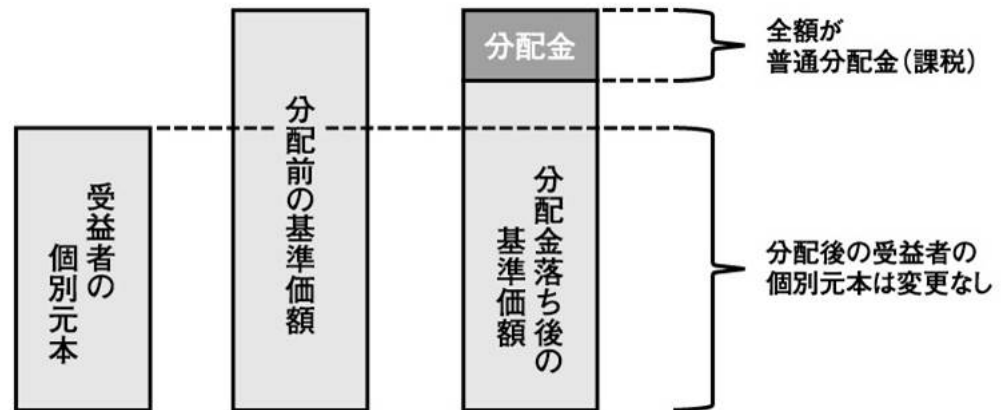 受益者の
個別元本
分配前の基準価額
分配金
分配金落ち後の
基準価額
全額が
普通分配金(課税)
分配後の受益者の
個別元本は変更なし